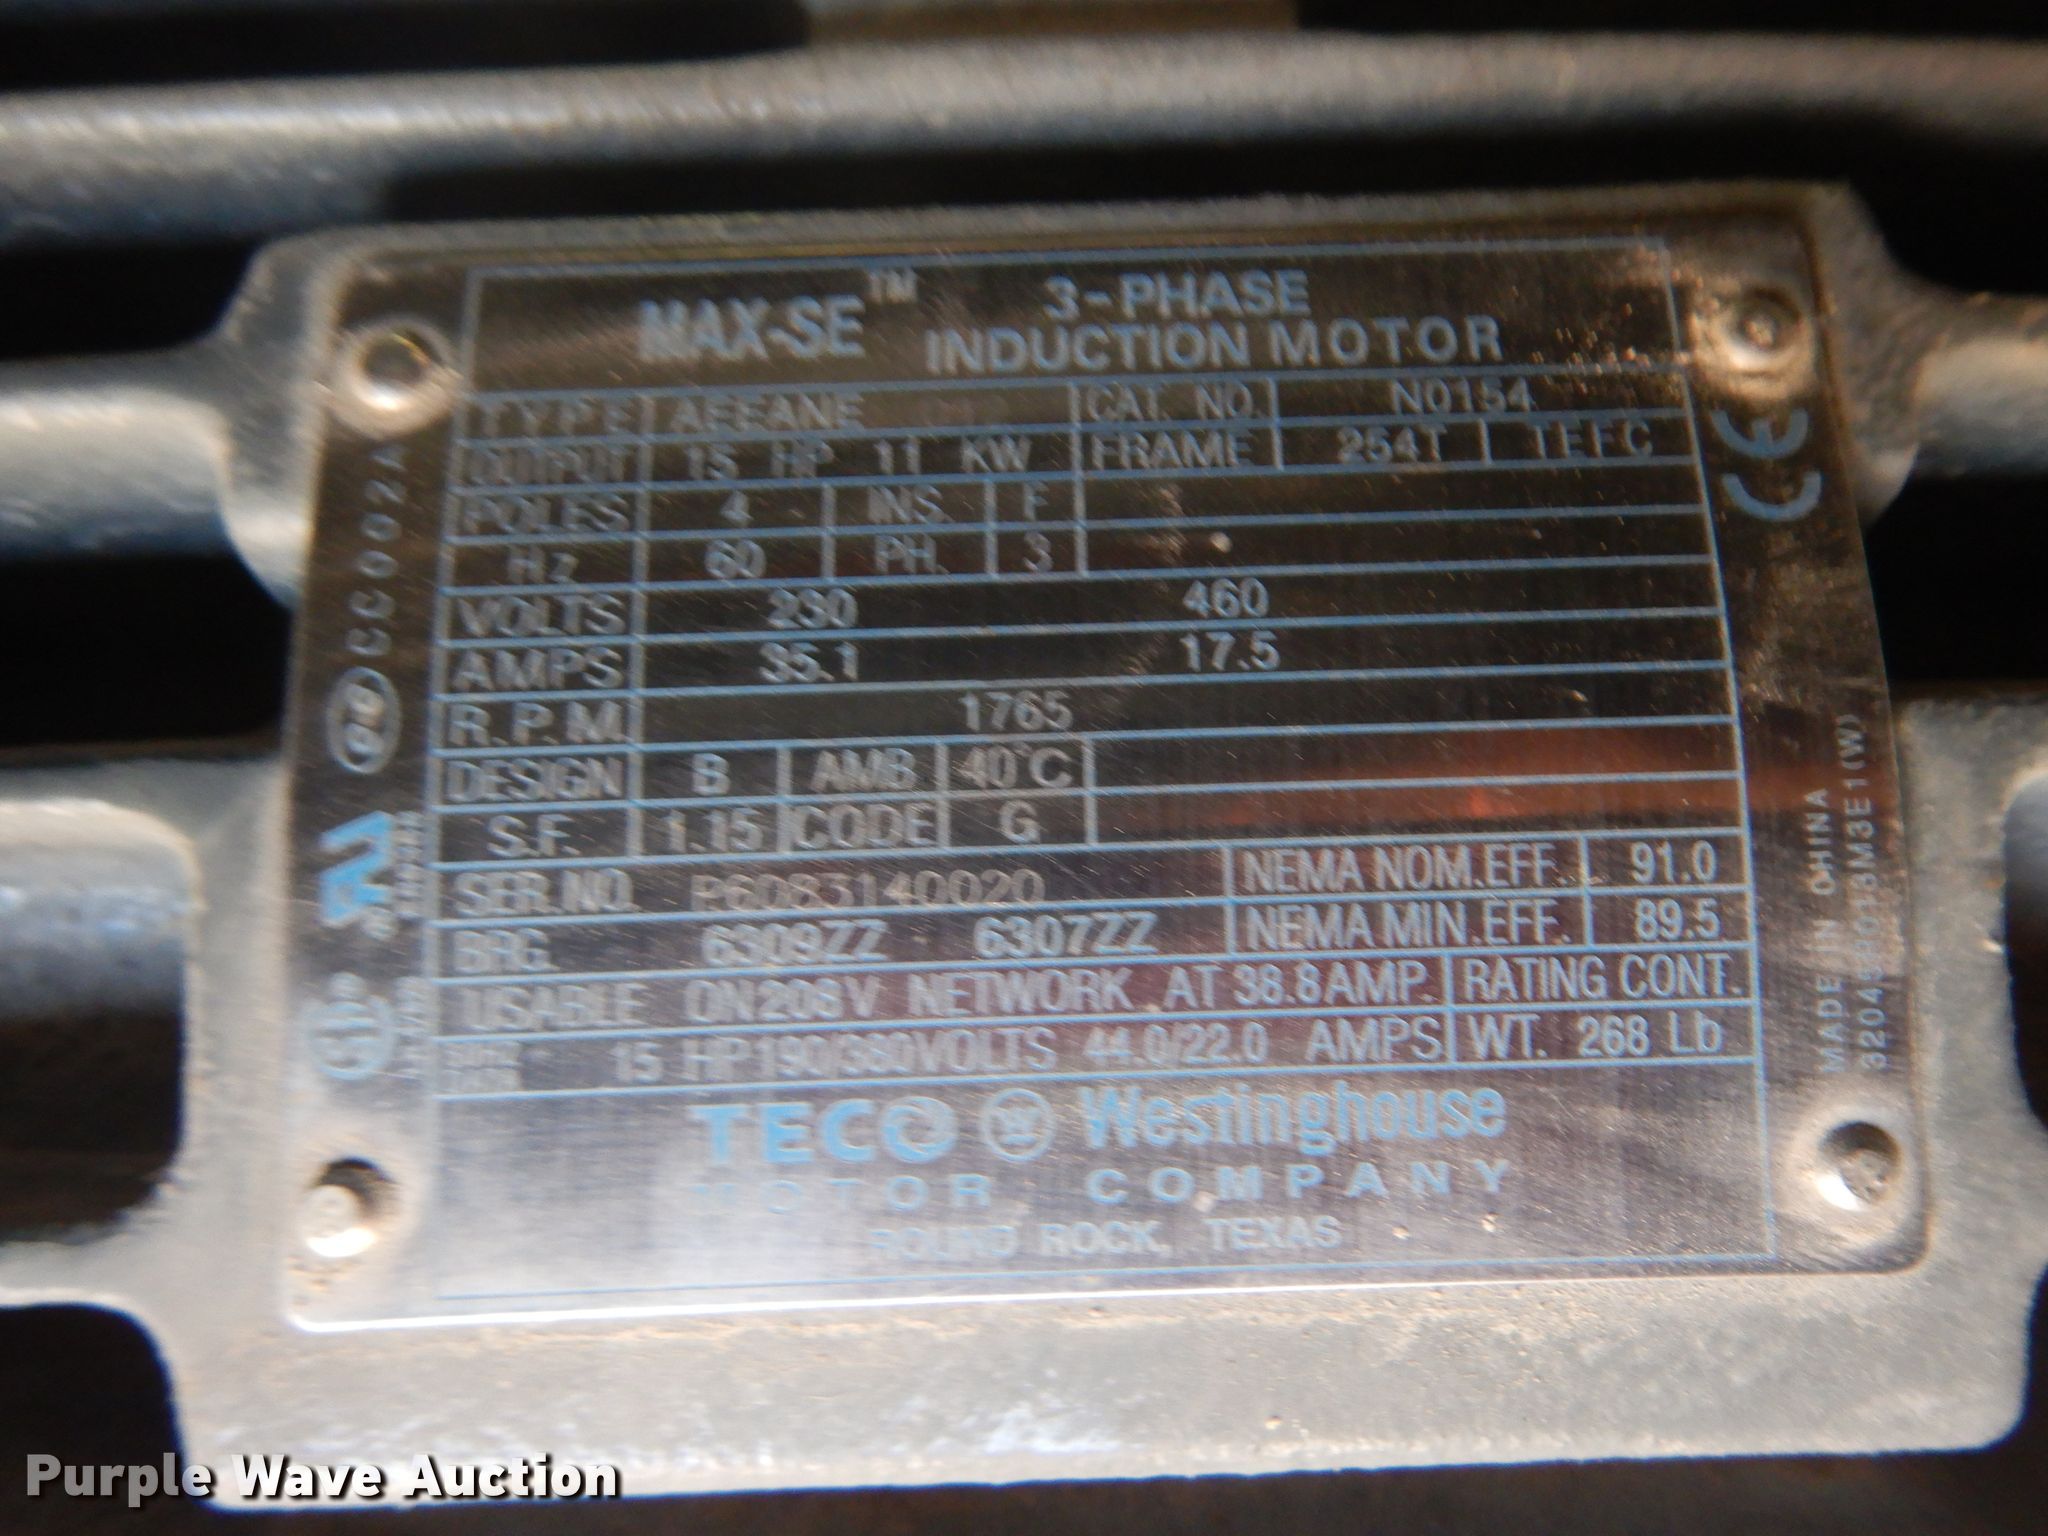 MAX-SE™ 3-PHASE
INDUCTION MOTOR
TYPE AEEANE CAT. NO. N0154
OUTPUT 15 HP 11 KW FRAME 254T TEFC
POLES 4 INS. F
Hz 60 PH. 3
VOLTS 230 460
AMPS 35.1 17.5
R.P.M. 1765
DESIGN B AMB 40°C
S.F. 1.15 CODE G
SER.NO. P6083140020 NEMA NOM.EFF. 91.0
BRG. 6309ZZ 6307ZZ NEMA MIN.EFF. 89.5
USABLE ON 208V NETWORK AT 38.8 AMP. RATING CONT.
15 HP 190/380VOLTS 44.0/22.0 AMPS WT. 268 Lb
TECO W Westinghouse
MOTOR COMPANY
ROUND ROCK, TEXAS
CC002A
CE
MADE IN CHINA
Purple Wave Auction